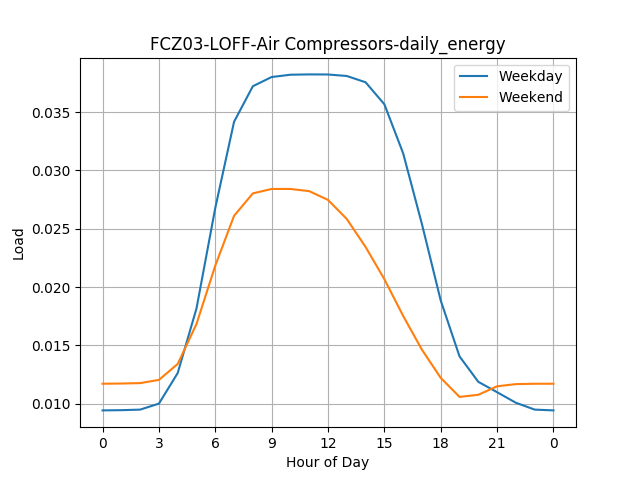 FCZ03-LOFF-Air Compressors-daily_energy
Weekday
Weekend
0.035
0.030
0.025
0.020
0.015
0.010
Load
0 3 6 9 12 15 18 21 0
Hour of Day